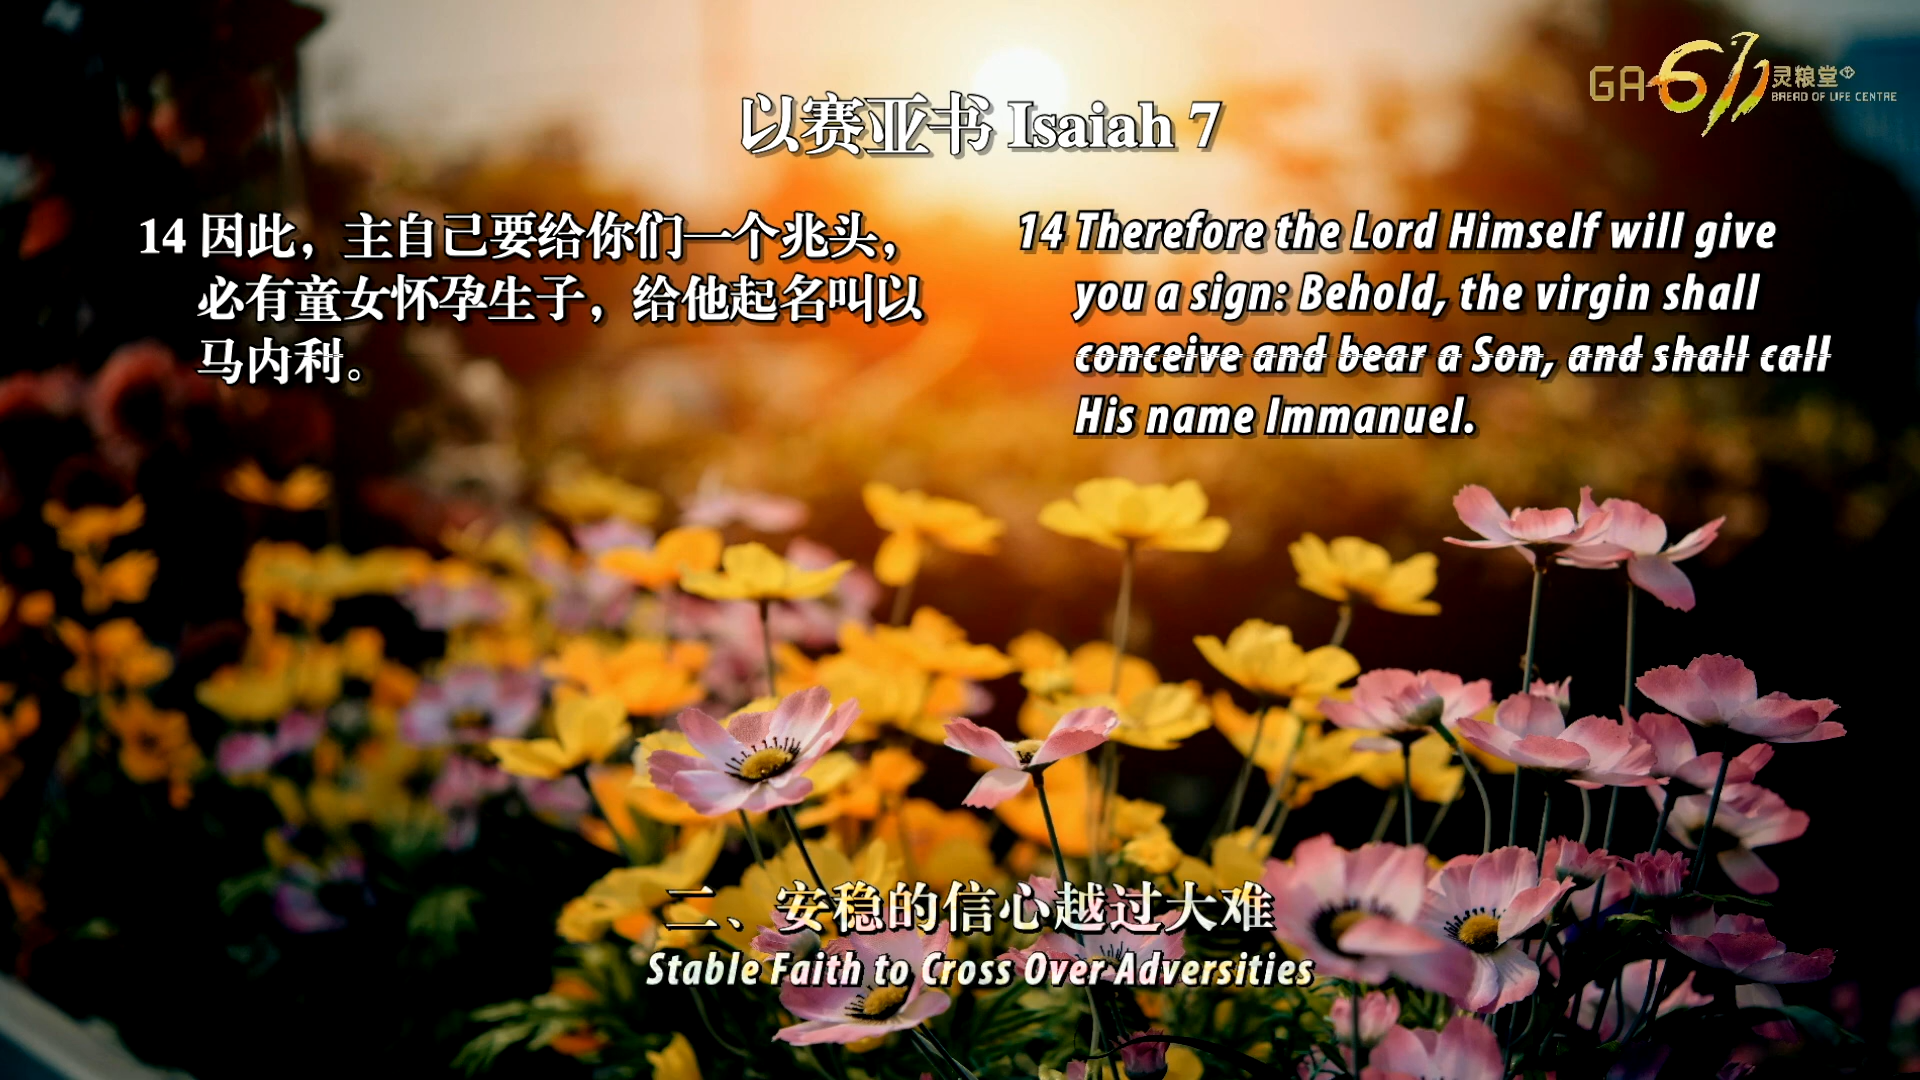 GA 611 灵粮堂
BREAD OF LIFE CENTRE
以赛亚书 Isaiah 7
14 因此，主自己要给你们一个兆头，
必有童女怀孕生子，给他起名叫以
马内利。
14 Therefore the Lord Himself will give
you a sign: Behold, the virgin shall
conceive and bear a Son, and shall call
His name Immanuel.
二、安稳的信心越过大难
Stable Faith to Cross Over Adversities